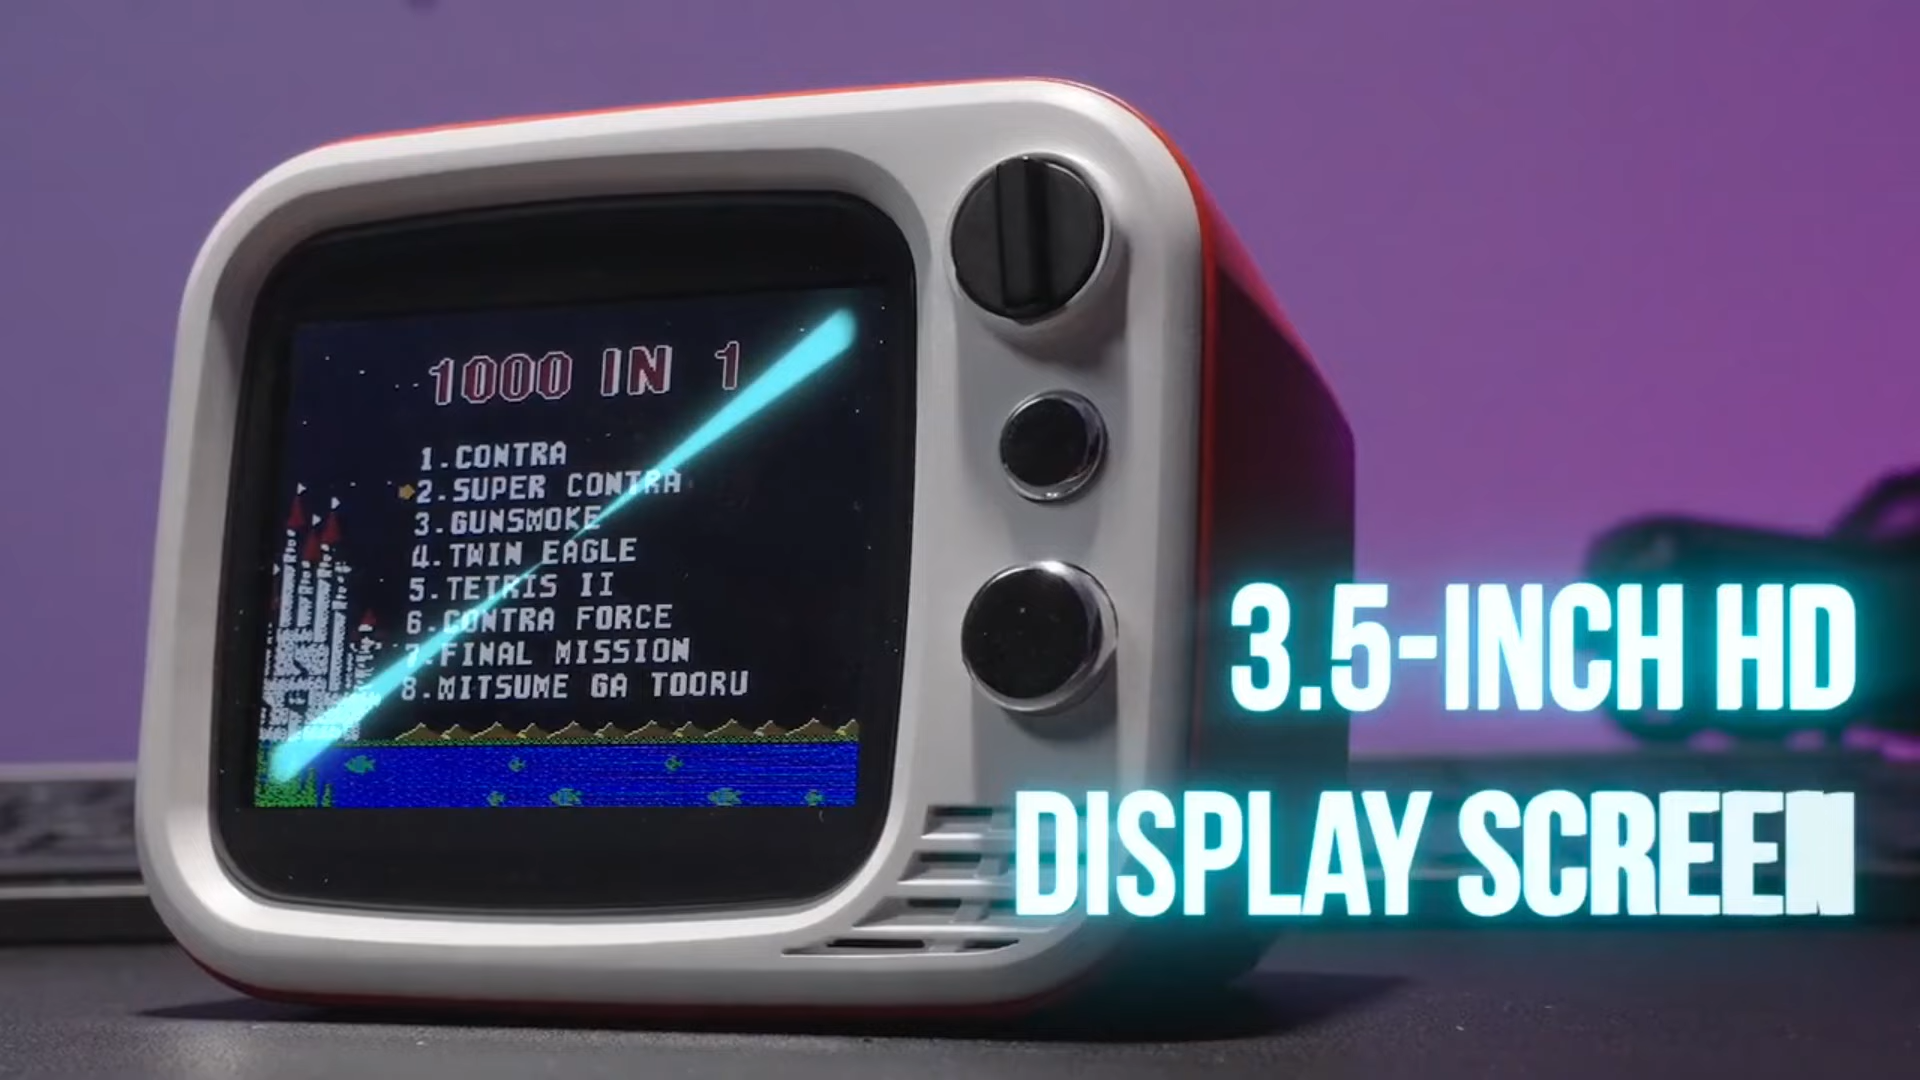 1000 IN 1
1.CONTRA
2.SUPER CONTRA
3.GUNSMOKE
4.TWIN EAGLE
5.TETRIS II
6.CONTRA FORCE
7.FINAL MISSION
8.MITSUME GA TOORU
3.5-INCH HD
DISPLAY SCREEN